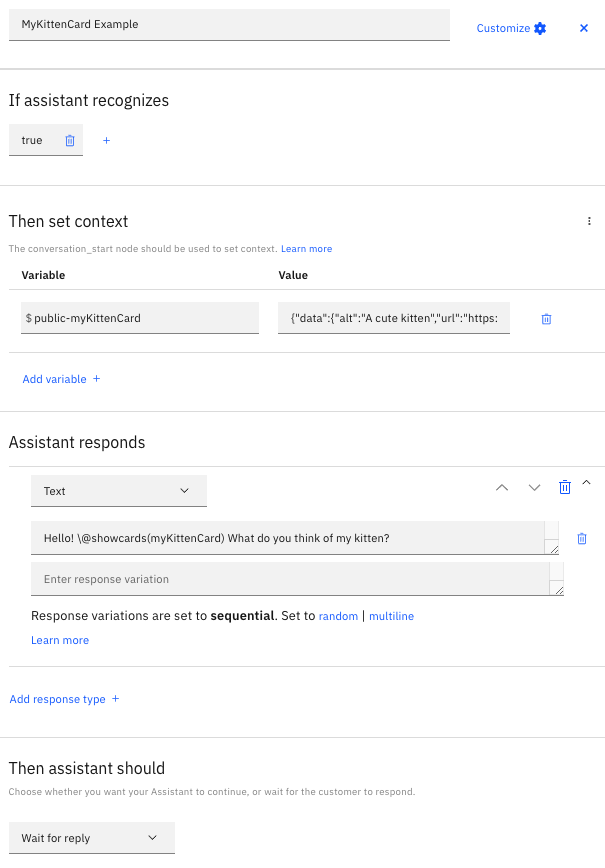 MyKittenCard Example
Customize
If assistant recognizes
true
Then set context
The conversation_start node should be used to set context. Learn more
Variable Value
$ public-myKittenCard {"data":{"alt":"A cute kitten","url":"https:
Add variable +
Assistant responds
Text
Hello! \@showcards(myKittenCard) What do you think of my kitten?
Enter response variation
Response variations are set to sequential. Set to random | multiline
Learn more
Add response type +
Then assistant should
Choose whether you want your Assistant to continue, or wait for the customer to respond.
Wait for reply